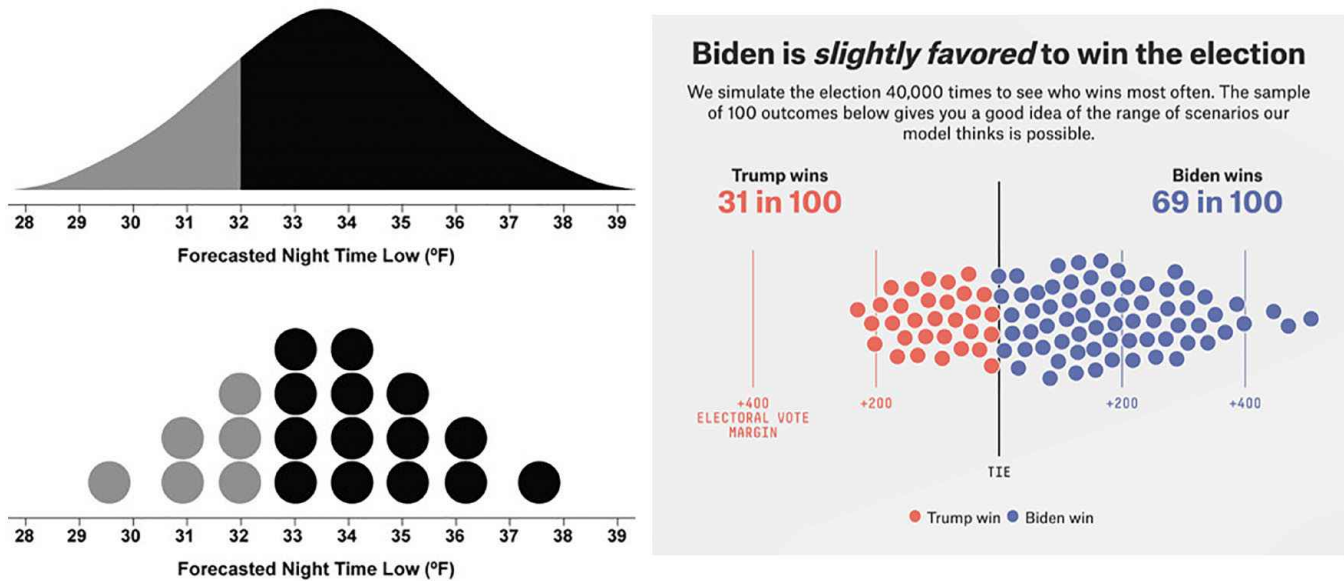 28 29 30 31 32 33 34 35 36 37 38 39
Forecasted Night Time Low (ºF)
28 29 30 31 32 33 34 35 36 37 38 39
Forecasted Night Time Low (ºF)
Biden is slightly favored to win the election
We simulate the election 40,000 times to see who wins most often. The sample
of 100 outcomes below gives you a good idea of the range of scenarios our
model thinks is possible.
Trump wins
31 in 100
Biden wins
69 in 100
+400
ELECTORAL VOTE
MARGIN
+200
+200
+400
TIE
Trump win Biden win